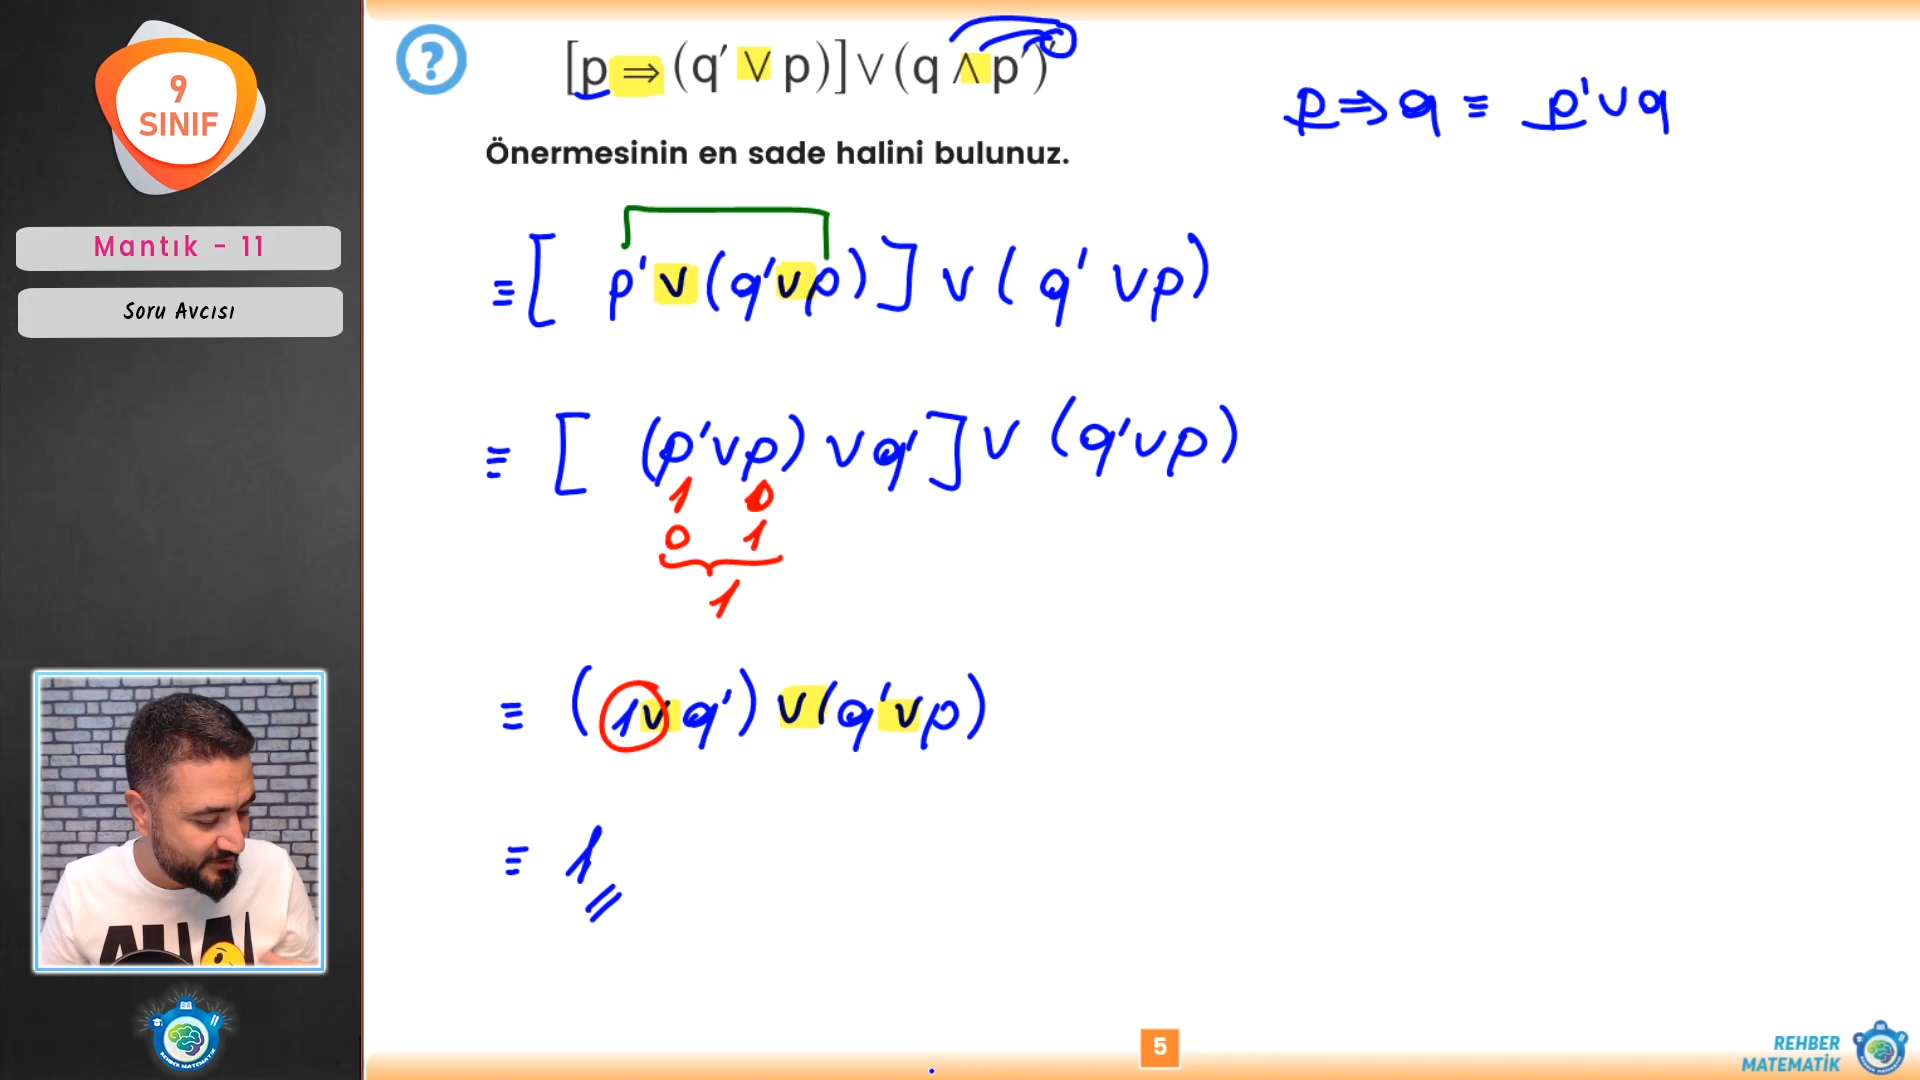 9
SINIF
Mantık - 11
Soru Avcısı
[p ⇒ (q′ ∨ p)] ∨ (q ∧ p′)′
p ⇒ q ≡ p′ ∨ q
Önermesinin en sade halini bulunuz.
≡ [ p′ ∨ (q′ ∨ p) ] ∨ ( q′ ∨ p )
≡ [ (p′ ∨ p) ∨ q′ ] ∨ (q′ ∨ p)
1 0
0 1
1
≡ (1 ∨ q′) ∨ (q′ ∨ p)
≡ 1
5
REHBER
MATEMATİK